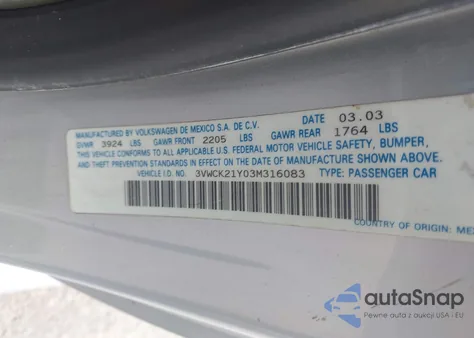 MANUFACTURED BY VOLKSWAGEN DE MEXICO S.A. DE C.V. DATE 03.03
GVWR 3924 LBS GAWR FRONT 2205 LBS GAWR REAR 1764 LBS
THIS VEHICLE CONFORMS TO ALL APPLICABLE U.S. FEDERAL MOTOR VEHICLE SAFETY, BUMPER,
AND THEFT PREVENTION STANDARDS IN EFFECT ON THE DATE OF MANUFACTURE SHOWN ABOVE.
VEHICLE I.D. NO. 3VWCK21Y03M316083 TYPE: PASSENGER CAR
COUNTRY OF ORIGIN: ME
autoSnap
Pewne auta z aukcji USA i EU